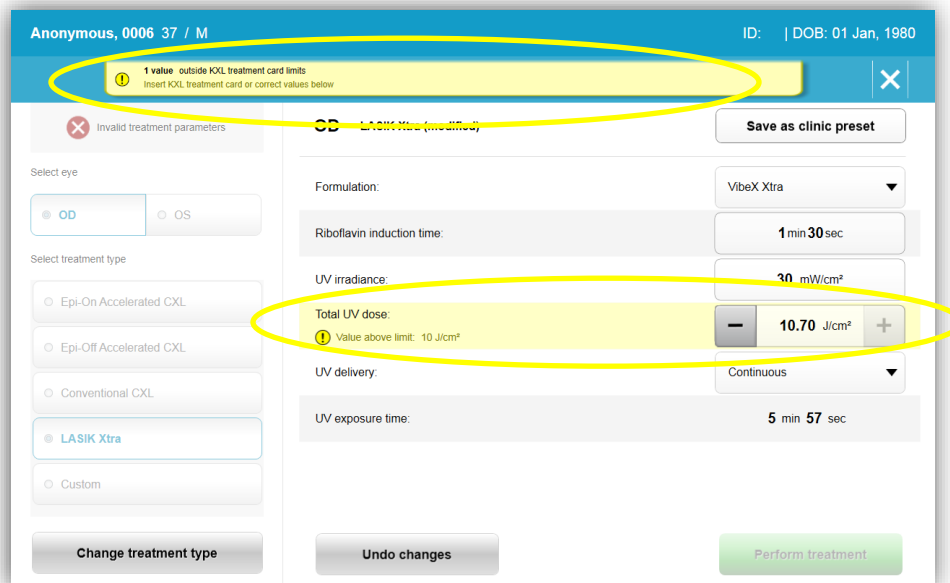 Anonymous, 0006 37 / M
ID: | DOB: 01 Jan, 1980
1 value outside KXL treatment card limits
Insert KXL treatment card or correct values below
Invalid treatment parameters
OD LASIK Xtra (modified)
Save as clinic preset
Select eye
OD
OS
Select treatment type
Epi-On Accelerated CXL
Epi-Off Accelerated CXL
Conventional CXL
LASIK Xtra
Custom
Change treatment type
Formulation:
VibeX Xtra
Riboflavin induction time:
1 min 30 sec
UV irradiance:
30 mW/cm²
Total UV dose:
! Value above limit: 10 J/cm²
− 10.70 J/cm² +
UV delivery:
Continuous
UV exposure time:
5 min 57 sec
Undo changes
Perform treatment